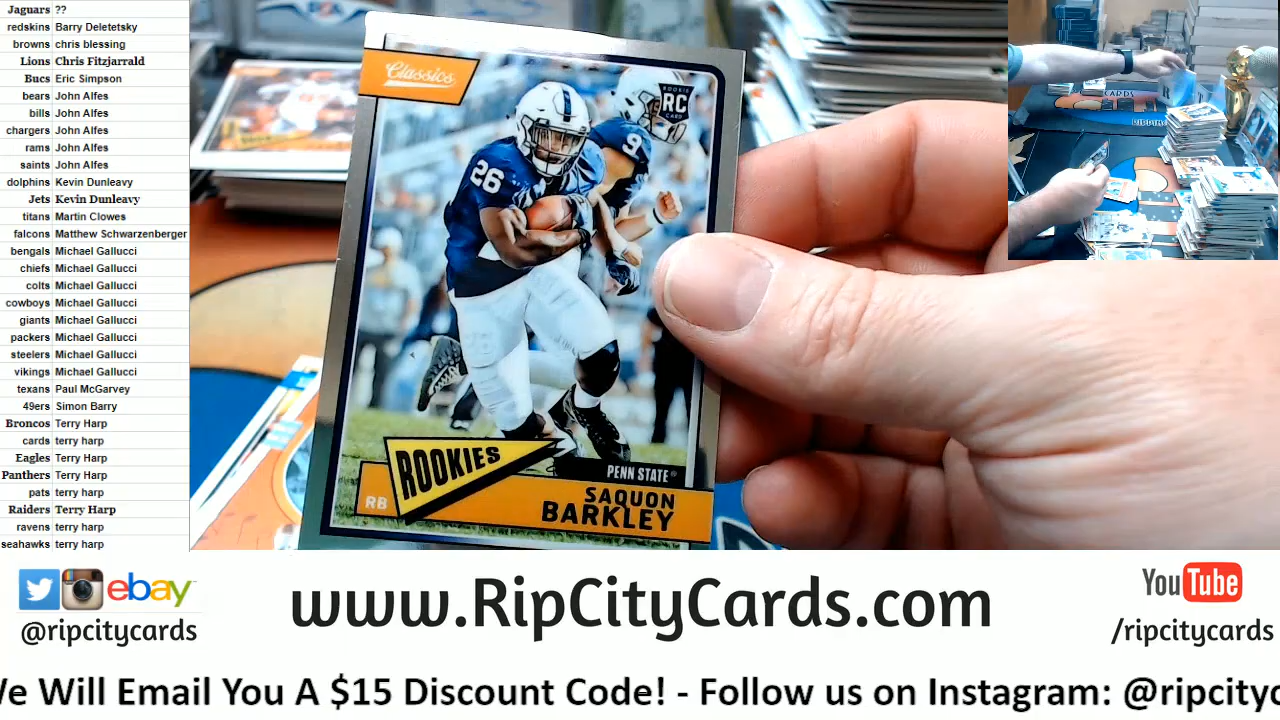 Jaguars ??
redskins Barry Deletetsky
browns chris blessing
Lions Chris Fitzjarrald
Bucs Eric Simpson
bears John Alfes
bills John Alfes
chargers John Alfes
rams John Alfes
saints John Alfes
dolphins Kevin Dunleavy
Jets Kevin Dunleavy
titans Martin Clowes
falcons Matthew Schwarzenberger
bengals Michael Gallucci
chiefs Michael Gallucci
colts Michael Gallucci
cowboys Michael Gallucci
giants Michael Gallucci
packers Michael Gallucci
steelers Michael Gallucci
vikings Michael Gallucci
texans Paul McGarvey
49ers Simon Barry
Broncos Terry Harp
cards terry harp
Eagles Terry Harp
Panthers Terry Harp
pats terry harp
Raiders Terry Harp
ravens terry harp
seahawks terry harp
Classics
ROOKIE
RC
CARD
26
9
ROOKIES
PENN STATE®
RB
SAQUON
BARKLEY
CARDS
ebay
@ripcitycards
www.RipCityCards.com
YouTube
/ripcitycards
We Will Email You A $15 Discount Code! - Follow us on Instagram: @ripcityc